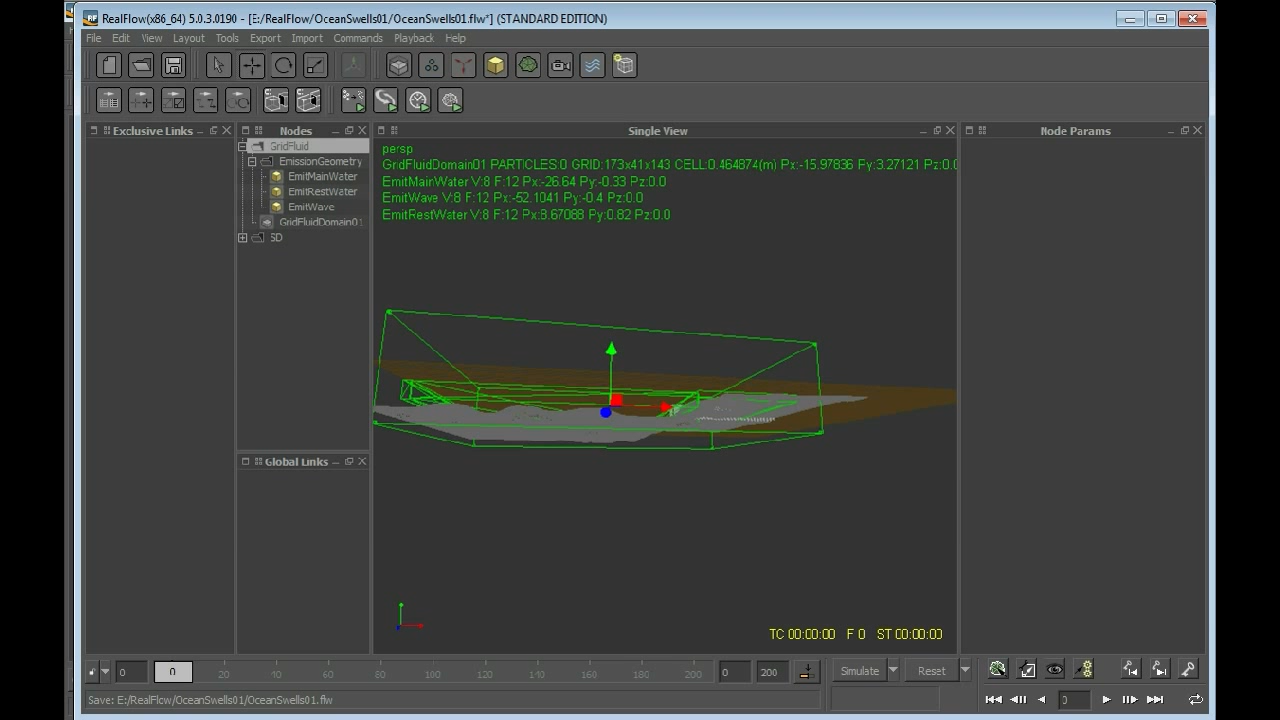 RealFlow(x86_64) 5.0.3.0190 - [E:/RealFlow/OceanSwells01/OceanSwells01.flw*] (STANDARD EDITION)
File Edit View Layout Tools Export Import Commands Playback Help
Exclusive Links
Nodes
Single View
Node Params
GridFluid
EmissionGeometry
EmitMainWater
EmitRestWater
EmitWave
GridFluidDomain01
SD
persp
GridFluidDomain01 PARTICLES:0 GRID:173x41x143 CELL:0.464874(m) Px:-15.97836 Py:3.27121 Pz:0.0
EmitMainWater V:8 F:12 Px:-26.64 Py:-0.33 Pz:0.0
EmitWave V:8 F:12 Px:-52.1041 Py:-0.4 Pz:0.0
EmitRestWater V:8 F:12 Px:8.67088 Py:0.82 Pz:0.0
Global Links
TC 00:00:00 F 0 ST 00:00:00
0 0 20 40 60 80 100 120 140 160 180 200 0 200 Simulate Reset
Save: E:/RealFlow/OceanSwells01/OceanSwells01.flw
0